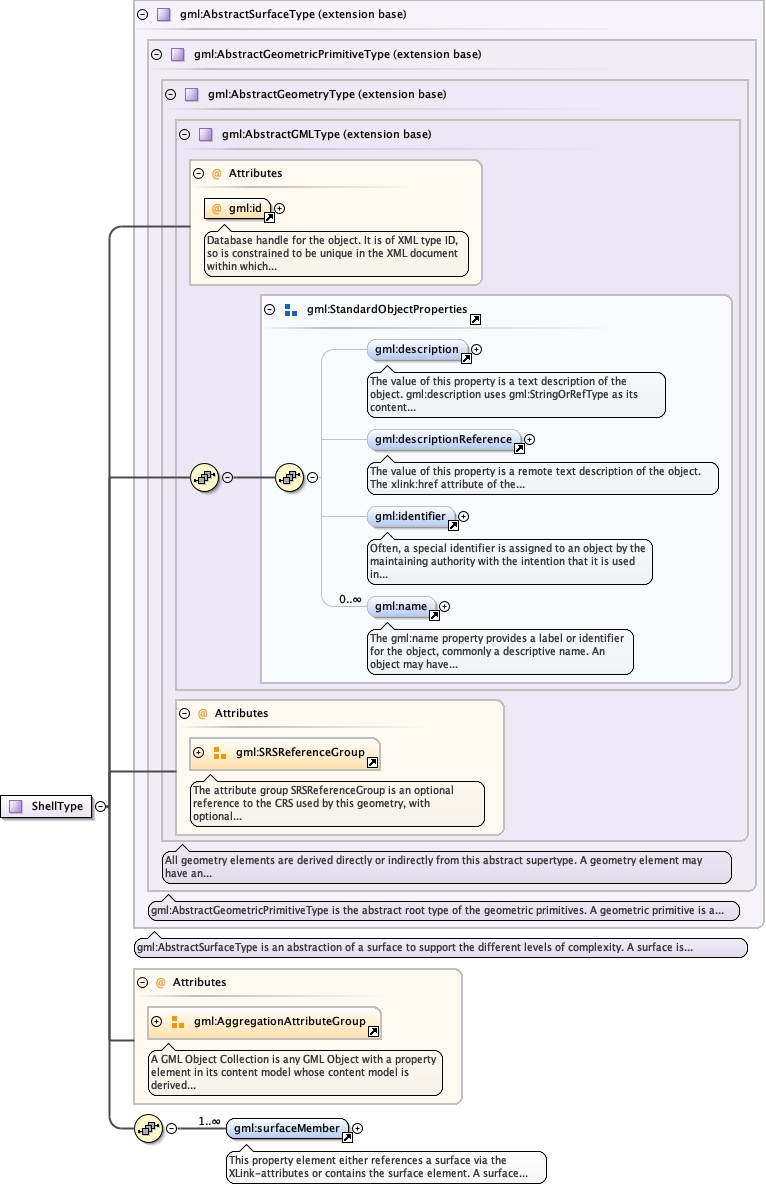 gml:AbstractSurfaceType (extension base)
gml:AbstractGeometricPrimitiveType (extension base)
gml:AbstractGeometryType (extension base)
gml:AbstractGMLType (extension base)
@ Attributes
@ gml:id
Database handle for the object. It is of XML type ID,
so is constrained to be unique in the XML document
within which...
gml:StandardObjectProperties
gml:description
The value of this property is a text description of the
object. gml:description uses gml:StringOrRefType as its
content...
gml:descriptionReference
The value of this property is a remote text description of the object.
The xlink:href attribute of the...
gml:identifier
Often, a special identifier is assigned to an object by the
maintaining authority with the intention that it is used
in...
0..∞
gml:name
The gml:name property provides a label or identifier
for the object, commonly a descriptive name. An
object may have...
@ Attributes
gml:SRSReferenceGroup
The attribute group SRSReferenceGroup is an optional
reference to the CRS used by this geometry, with
optional...
ShellType
All geometry elements are derived directly or indirectly from this abstract supertype. A geometry element may
have an...
gml:AbstractGeometricPrimitiveType is the abstract root type of the geometric primitives. A geometric primitive is a...
gml:AbstractSurfaceType is an abstraction of a surface to support the different levels of complexity. A surface is...
@ Attributes
gml:AggregationAttributeGroup
A GML Object Collection is any GML Object with a property
element in its content model whose content model is
derived...
1..∞
gml:surfaceMember
This property element either references a surface via the
XLink-attributes or contains the surface element. A surface...